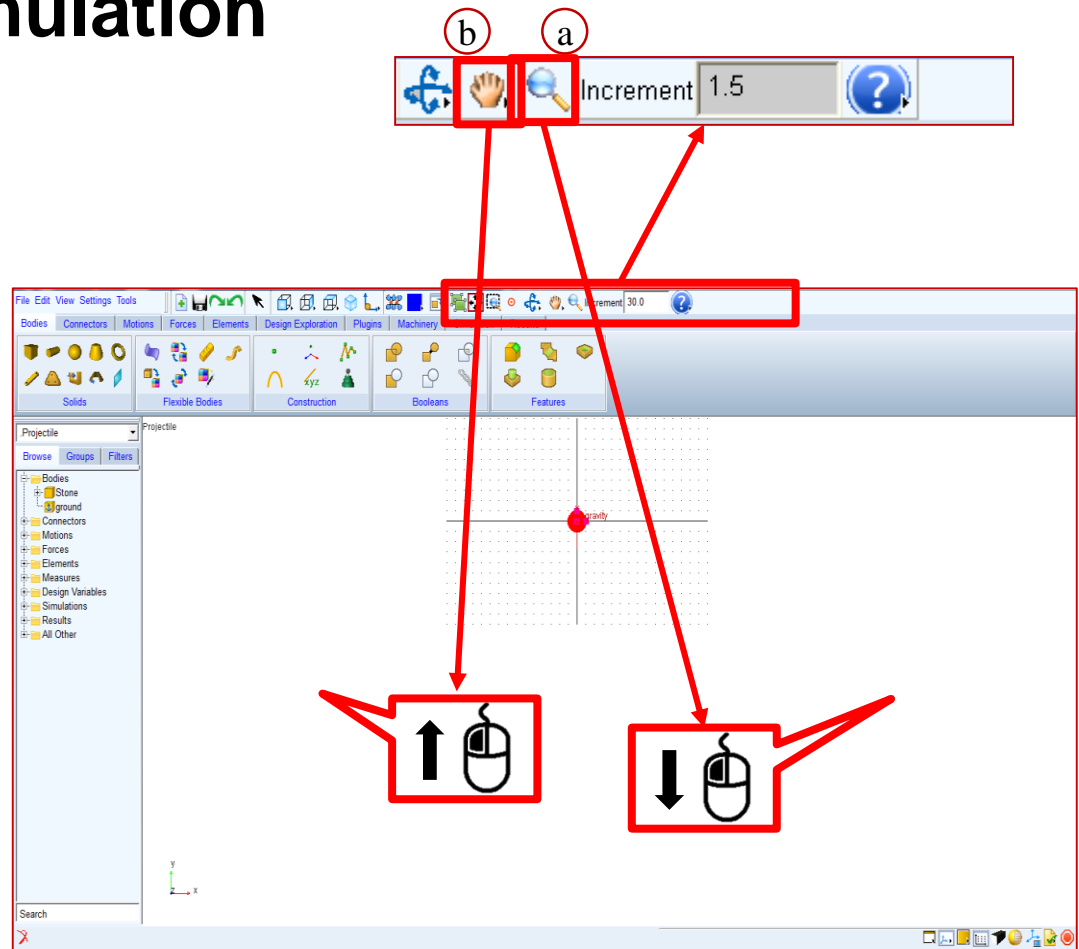 nulation
b a
Increment 1.5
File Edit View Settings Tools
Increment 30.0
Bodies Connectors Motions Forces Elements Design Exploration Plugins Machinery
xyz
Solids Flexible Bodies Construction Booleans Features
.Projectile
Projectile
Browse Groups Filters
Bodies
Stone
ground
Connectors
Motions
Forces
Elements
Measures
Design Variables
Simulations
Results
All Other
gravity
y
z x
Search